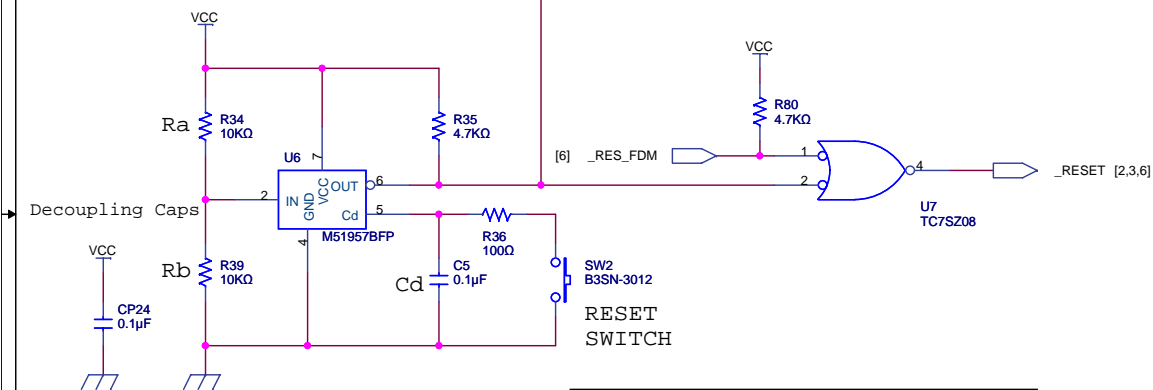 VCC
VCC
Ra
R34
10KΩ
R35
4.7KΩ
R80
4.7KΩ
U6
7
[6] _RES_FDM
1
2
IN
VCC
GND
OUT
6
Cd
5
4
M51957BFP
2
4
_RESET [2,3,6]
U7
TC7SZ08
Decoupling Caps
R36
100Ω
VCC
Rb
R39
10KΩ
Cd
C5
0.1µF
SW2
B3SN-3012
CP24
0.1µF
RESET
SWITCH